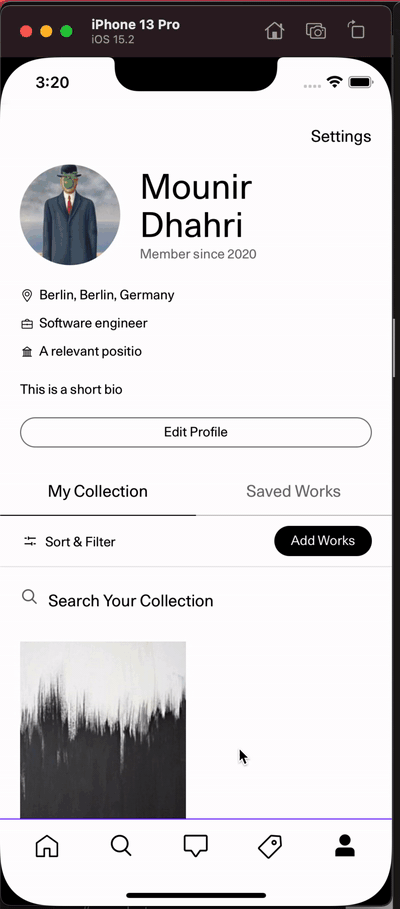 iPhone 13 Pro
iOS 15.2
3:20
Settings
Mounir
Dhahri
Member since 2020
Berlin, Berlin, Germany
Software engineer
A relevant positio
This is a short bio
Edit Profile
My Collection
Saved Works
Sort & Filter
Add Works
Search Your Collection